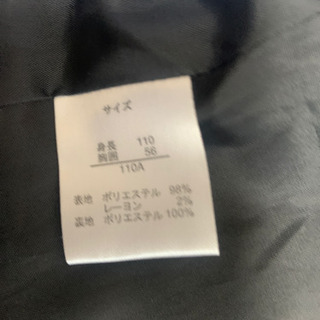 サイズ
身長 110
胸囲 56
110A
表地 ポリエステル 98%
レーヨン 2%
裏地 ポリエステル 100%